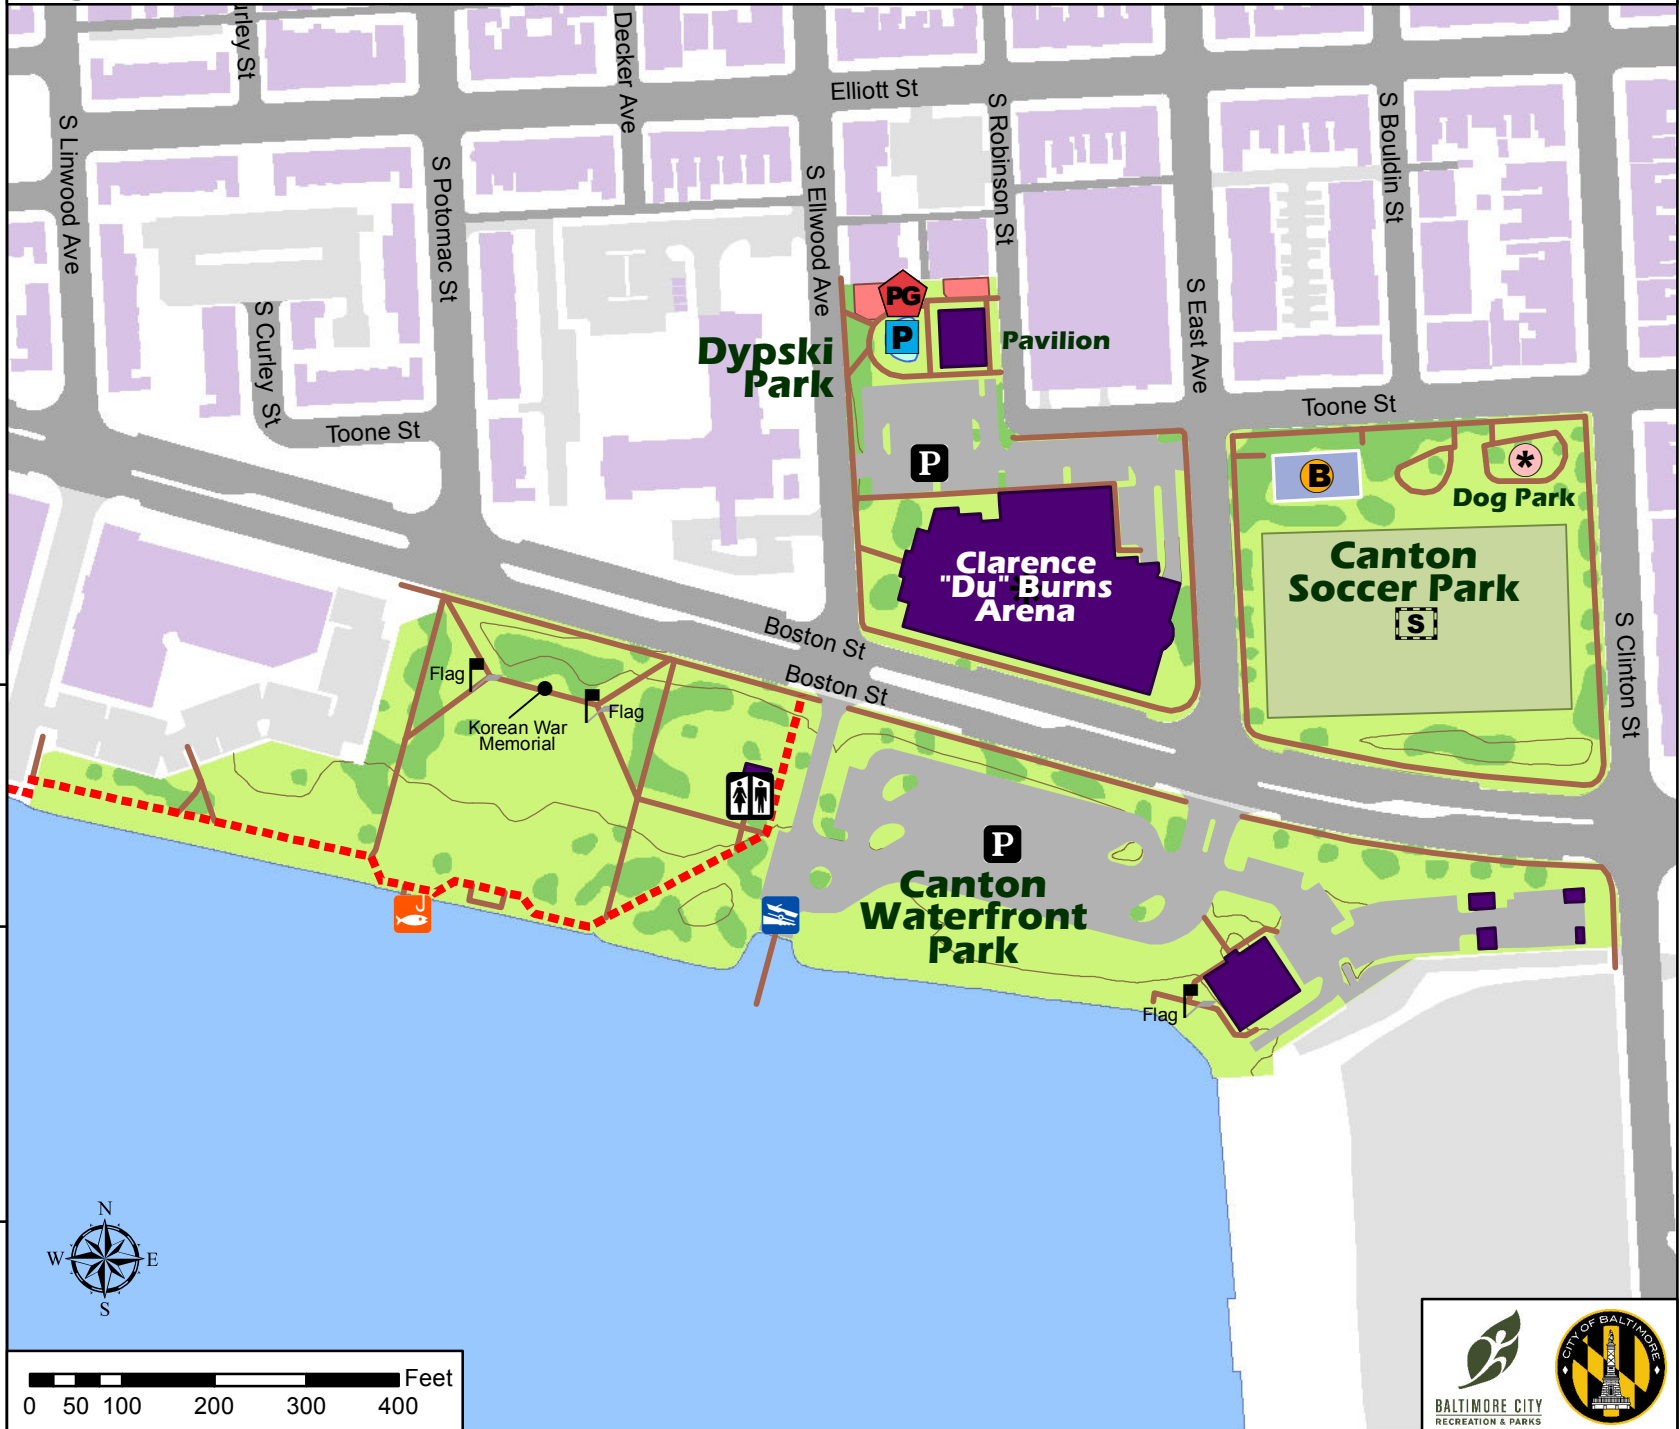 urley St
Decker Ave
Elliott St
S Linwood Ave
S Potomac St
S Ellwood Ave
S Robinson St
S Bouldin St
S Curley St
Toone St
S East Ave
PG
P
Pavilion
Dypski
Park
Toone St
P
B
*
Dog Park
Clarence
"Du" Burns
Arena
Canton
Soccer Park
S
S Clinton St
Boston St
Boston St
Flag
Flag
Korean War
Memorial
P
Canton
Waterfront
Park
Flag
N
W
E
S
Feet
0 50 100 200 300 400
BALTIMORE CITY
RECREATION & PARKS
CITY OF BALTIMORE